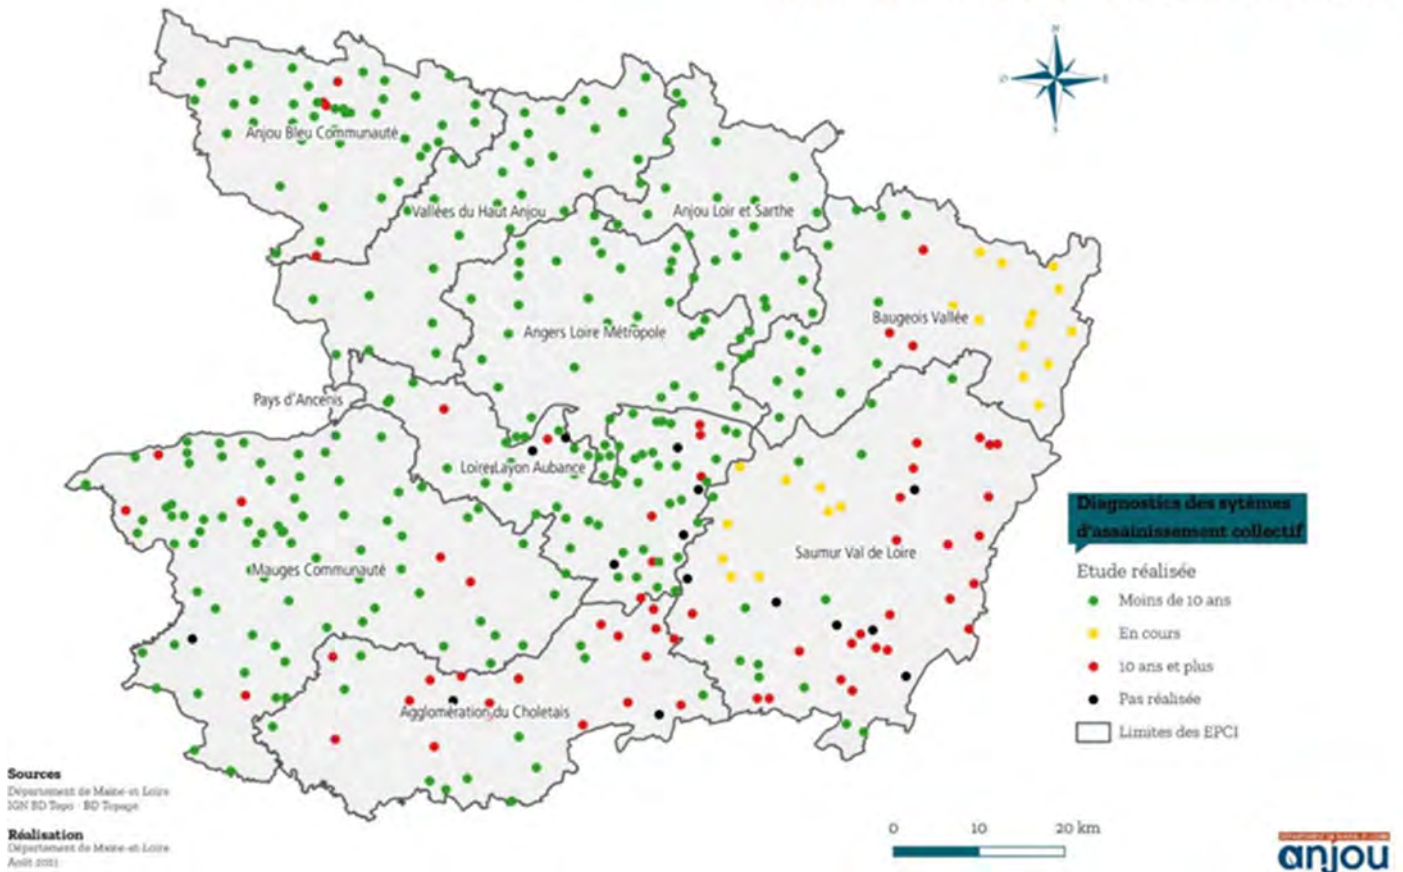 N
E
S
O
Anjou Bleu Communauté
Vallées du Haut Anjou
Anjou Loir et Sarthe
Angers Loire Métropole
Baugeois Vallée
Pays d'Ancenis
Loire Layon Aubance
Saumur Val de Loire
Mauges Communauté
Agglomération du Choletais
Diagnostics des sytèmes
d'assainissement collectif
Etude réalisée
Moins de 10 ans
En cours
10 ans et plus
Pas réalisée
Limites des EPCI
Sources
Département de Maine-et-Loire
IGN BD Topo - BD Topage
Réalisation
Département de Maine-et-Loire
Août 2021
0 10 20 km
anjou